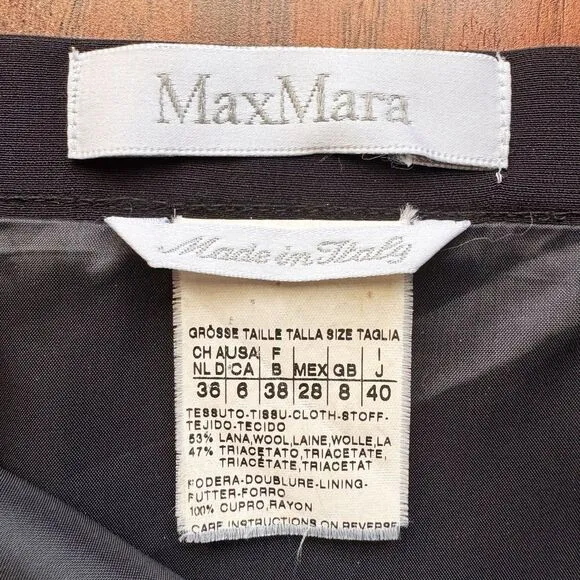 MaxMara
Made in Italy
GRÖSSE TAILLE TALLA SIZE TAGLIA
CH A USA F I
NL D CA B MEX GB J
36 6 38 28 8 40
TESSUTO-TISSU-CLOTH-STOFF-
TEJIDO-TECIDO
53% LANA,WOOL,LAINE,WOLLE,LA
47% TRIACETATO,TRIACETATE,
TRIACÉTATE,TRIACETAT
FODERA-DOUBLURE-LINING-
FUTTER-FORRO
100% CUPRO,RAYON
CARE INSTRUCTIONS ON REVERSE